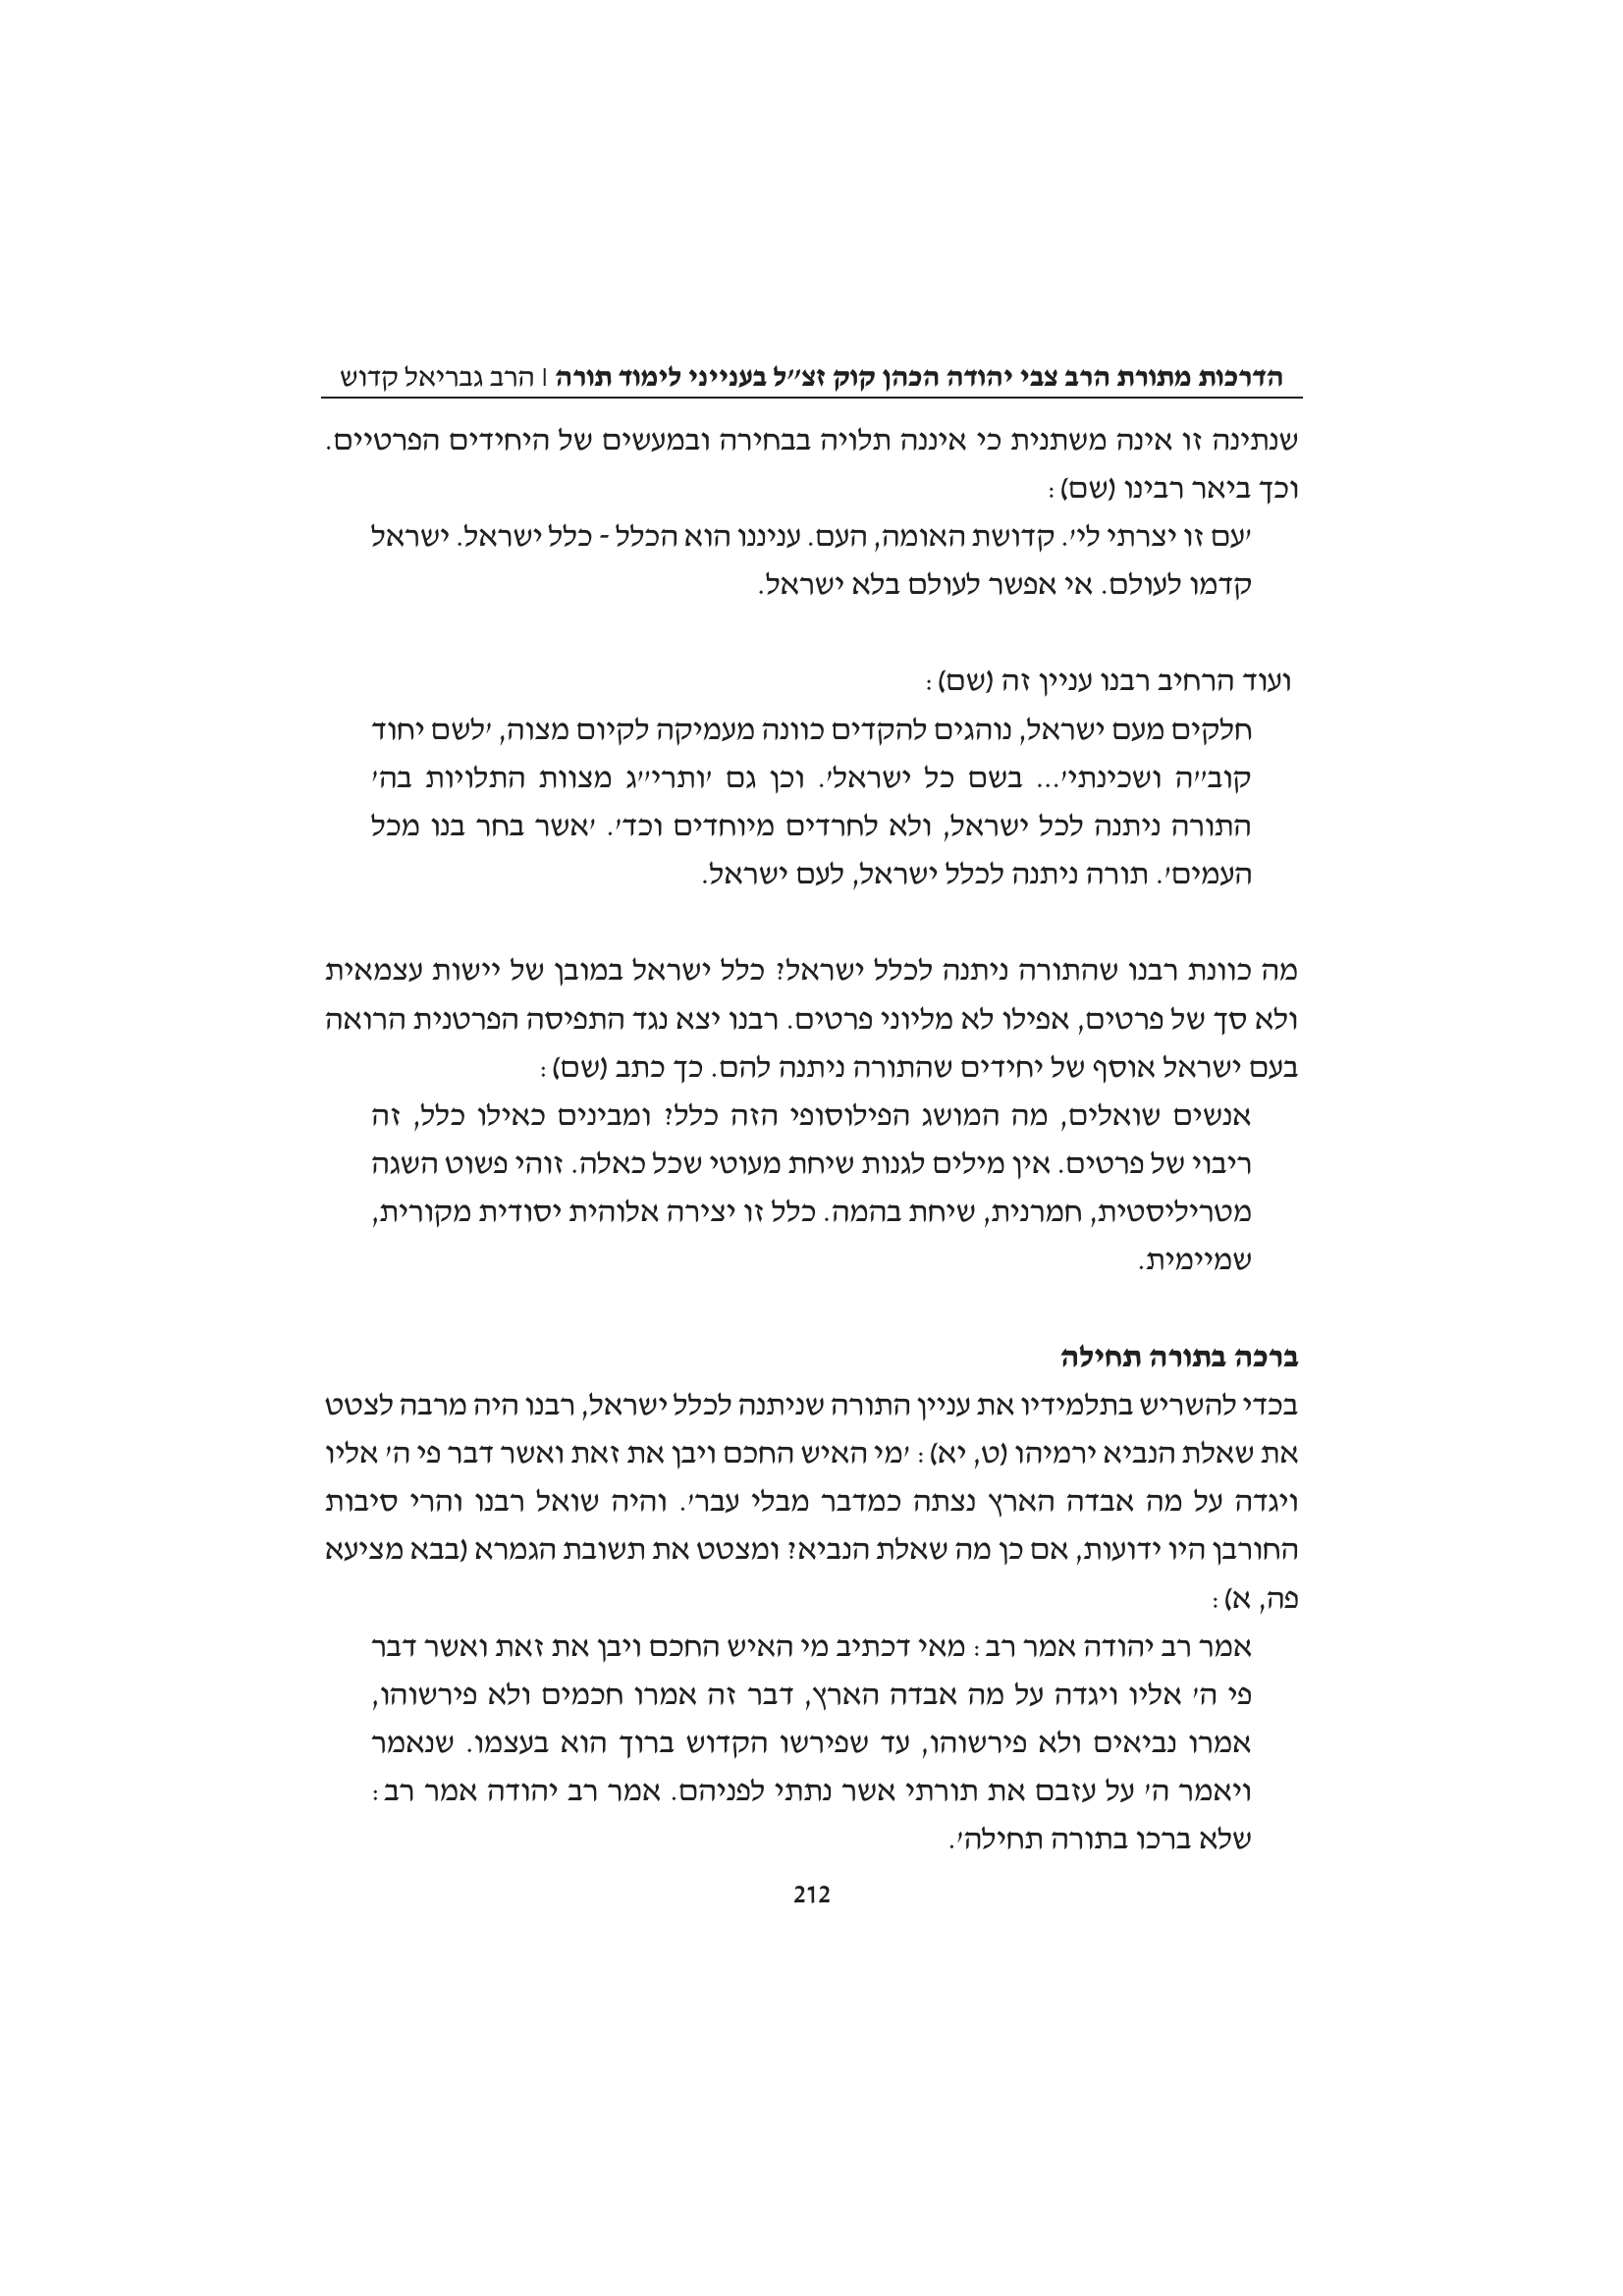 הדרכות מתורת הרב צבי יהודה הכהן קוק זצ״ל בענייני לימוד תורה | הרב גבריאל קדוש
שנתינה זו אינה משתנית כי איננה תלויה בבחירה ובמעשים של היחידים הפרטיים.
וכך ביאר רבינו (שם):
׳עם זו יצרתי לי׳. קדושת האומה, העם. עניננו הוא הכלל - כלל ישראל. ישראל
קדמו לעולם. אי אפשר לעולם בלא ישראל.
ועוד הרחיב רבנו עניין זה (שם):
חלקים מעם ישראל, נוהגים להקדים כוונה מעמיקה לקיום מצוה, ׳לשם יחוד
קוב״ה ושכינתי׳... בשם כל ישראל׳. וכן גם ׳ותרי״ג מצוות התלויות בה׳
התורה ניתנה לכל ישראל, ולא לחרדים מיוחדים וכד׳. ׳אשר בחר בנו מכל
העמים׳. תורה ניתנה לכלל ישראל, לעם ישראל.
מה כוונת רבנו שהתורה ניתנה לכלל ישראל? כלל ישראל במובן של יישות עצמאית
ולא סך של פרטים, אפילו לא מליוני פרטים. רבנו יצא נגד התפיסה הפרטנית הרואה
בעם ישראל אוסף של יחידים שהתורה ניתנה להם. כך כתב (שם):
אנשים שואלים, מה המושג הפילוסופי הזה כלל? ומבינים כאילו כלל, זה
ריבוי של פרטים. אין מילים לגנות שיחת מעוטי שכל כאלה. זוהי פשוט השגה
מטריליסטית, חמרנית, שיחת בהמה. כלל זו יצירה אלוהית יסודית מקורית,
שמיימית.
ברכה בתורה תחילה
בכדי להשריש בתלמידיו את עניין התורה שניתנה לכלל ישראל, רבנו היה מרבה לצטט
את שאלת הנביא ירמיהו (ט, יא): ׳מי האיש החכם ויבן את זאת ואשר דבר פי ה׳ אליו
ויגדה על מה אבדה הארץ נצתה כמדבר מבלי עבר׳. והיה שואל רבנו והרי סיבות
החורבן היו ידועות, אם כן מה שאלת הנביא? ומצטט את תשובת הגמרא (בבא מציעא
פה, א):
אמר רב יהודה אמר רב: מאי דכתיב מי האיש החכם ויבן את זאת ואשר דבר
פי ה׳ אליו ויגדה על מה אבדה הארץ, דבר זה אמרו חכמים ולא פירשוהו,
אמרו נביאים ולא פירשוהו, עד שפירשו הקדוש ברוך הוא בעצמו. שנאמר
ויאמר ה׳ על עזבם את תורתי אשר נתתי לפניהם. אמר רב יהודה אמר רב:
שלא ברכו בתורה תחילה׳.
212